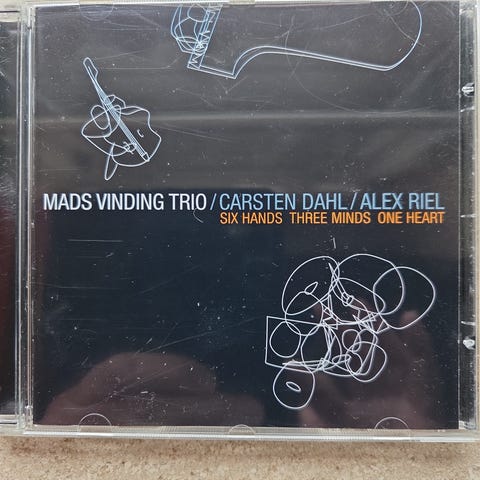 MADS VINDING TRIO / CARSTEN DAHL / ALEX RIEL
SIX HANDS THREE MINDS ONE HEART